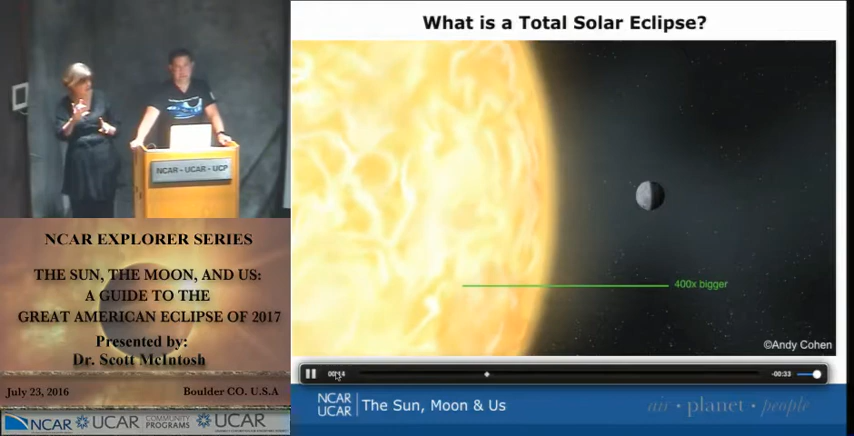 What is a Total Solar Eclipse?
NCAR - UCAR - UCP
400x bigger
©Andy Cohen
NCAR EXPLORER SERIES
THE SUN, THE MOON, AND US:
A GUIDE TO THE
GREAT AMERICAN ECLIPSE OF 2017
Presented by:
Dr. Scott McIntosh
July 23, 2016 Boulder CO. U.S.A
00:14
-00:33
NCAR
UCAR
The Sun, Moon & Us
air • planet • people
NCAR
UCAR COMMUNITY PROGRAMS
UCAR